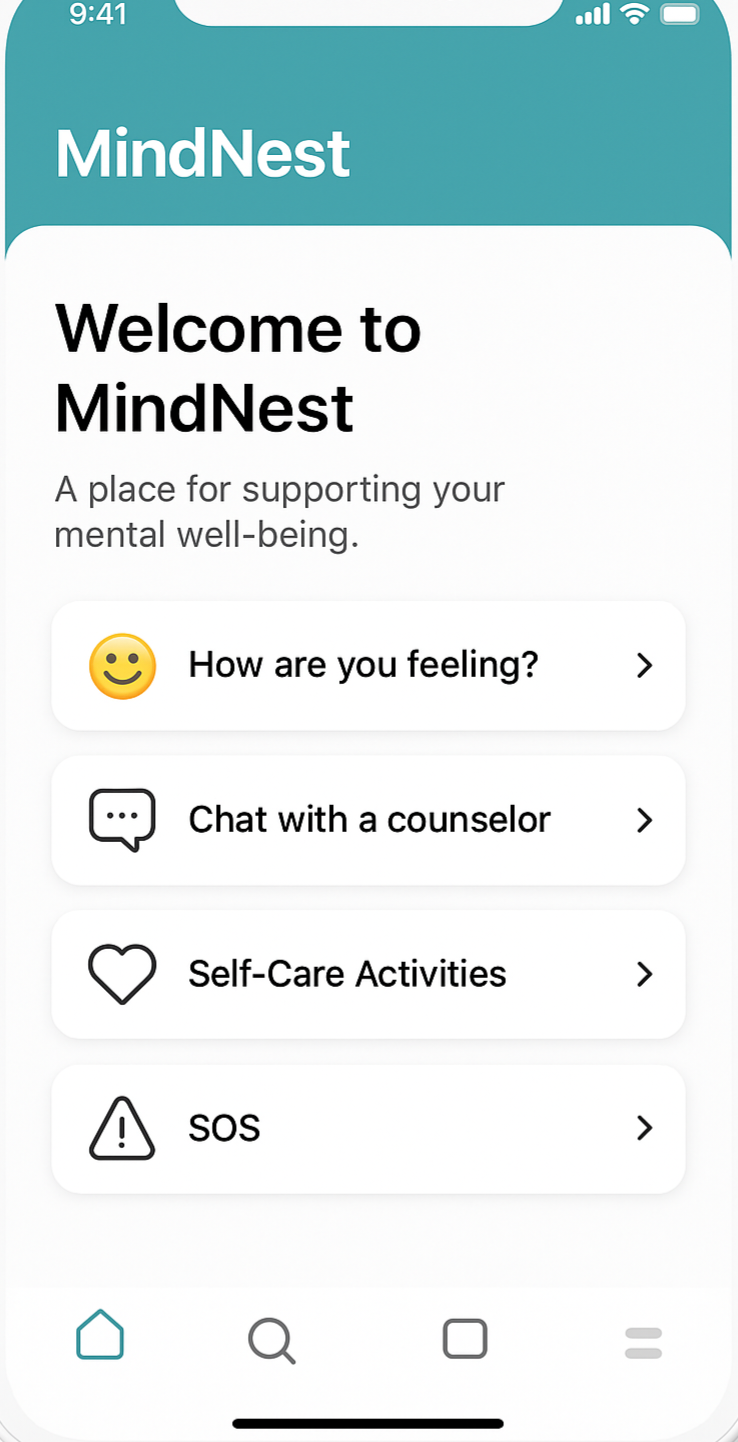 9:41
MindNest
Welcome to
MindNest
A place for supporting your
mental well-being.
How are you feeling?
Chat with a counselor
Self-Care Activities
SOS